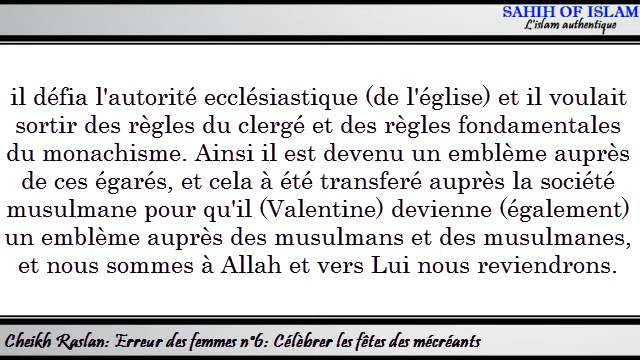 SAHIH OF ISLAM
L'islam authentique
il défia l'autorité ecclésiastique (de l'église) et il voulait
sortir des règles du clergé et des règles fondamentales
du monachisme. Ainsi il est devenu un emblème auprès
de ces égarés, et cela à été transferé auprès la société
musulmane pour qu'il (Valentine) devienne (également)
un emblème auprès des musulmans et des musulmanes,
et nous sommes à Allah et vers Lui nous reviendrons.
Cheikh Raslan: Erreur des femmes n°6: Célèbrer les fêtes des mécréants